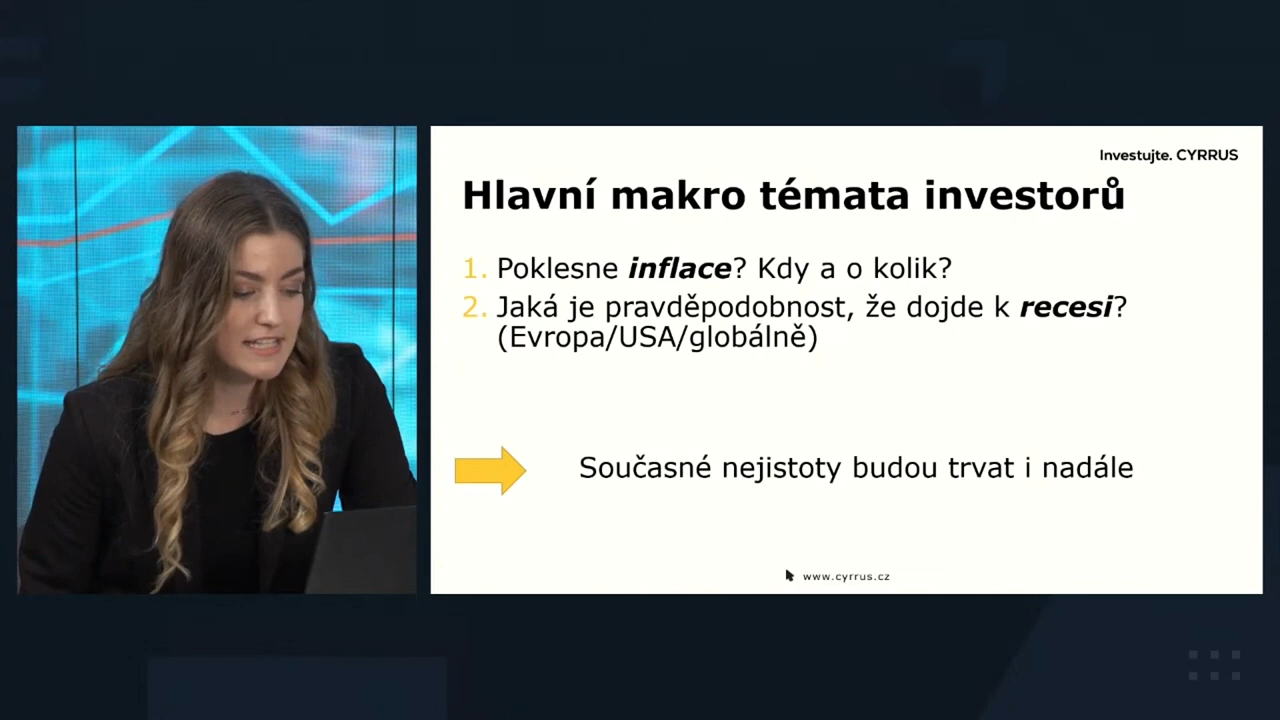 Investujte. CYRRUS
Hlavní makro témata investorů
1. Poklesne inflace? Kdy a o kolik?
2. Jaká je pravděpodobnost, že dojde k recesi?
(Evropa/USA/globálně)
Současné nejistoty budou trvat i nadále
www.cyrrus.cz